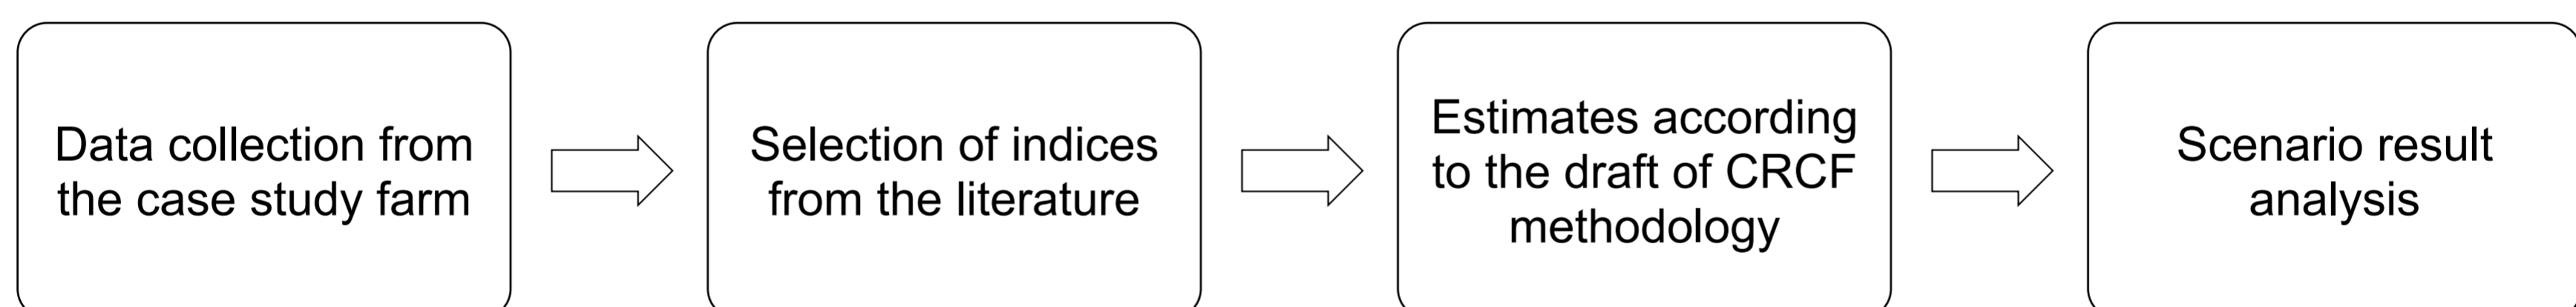 Data collection from
the case study farm
Selection of indices
from the literature
Estimates according
to the draft of CRCF
methodology
Scenario result
analysis